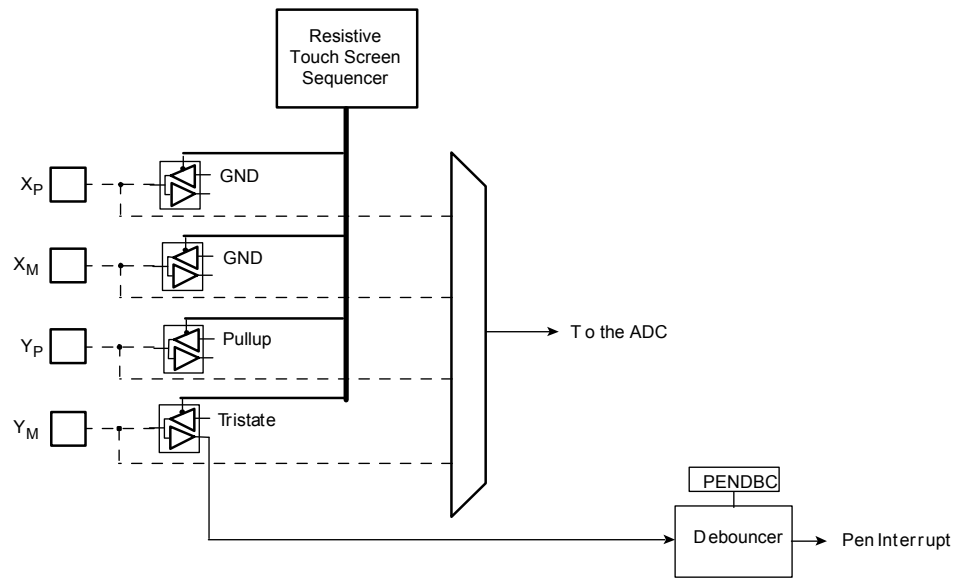 Resistive
Touch Screen
Sequencer
XP
GND
XM
GND
YP
Pullup
To the ADC
YM
Tristate
PENDBC
Debouncer
Pen Interrupt